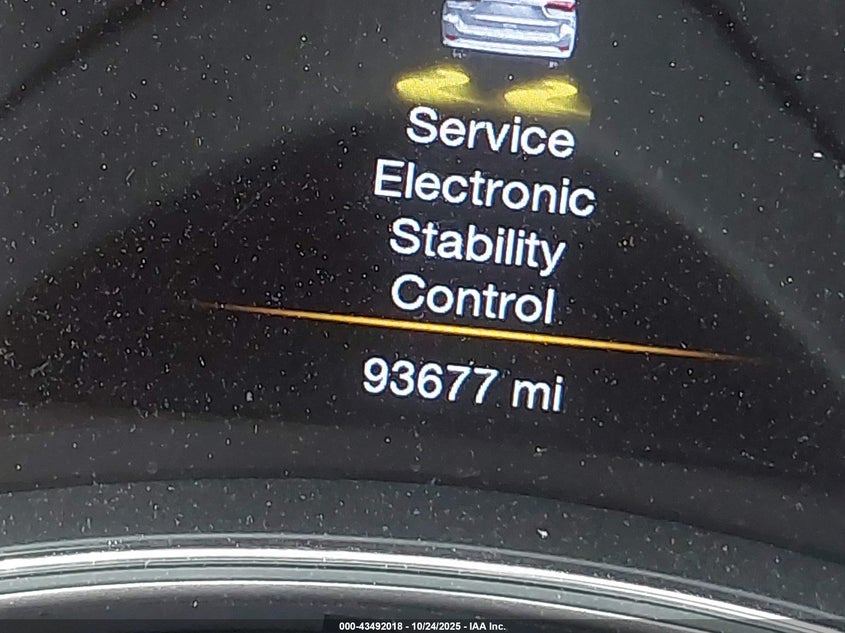 Service
Electronic
Stability
Control
93677 mi
000-43492018 - 10/24/2025 - IAA Inc.